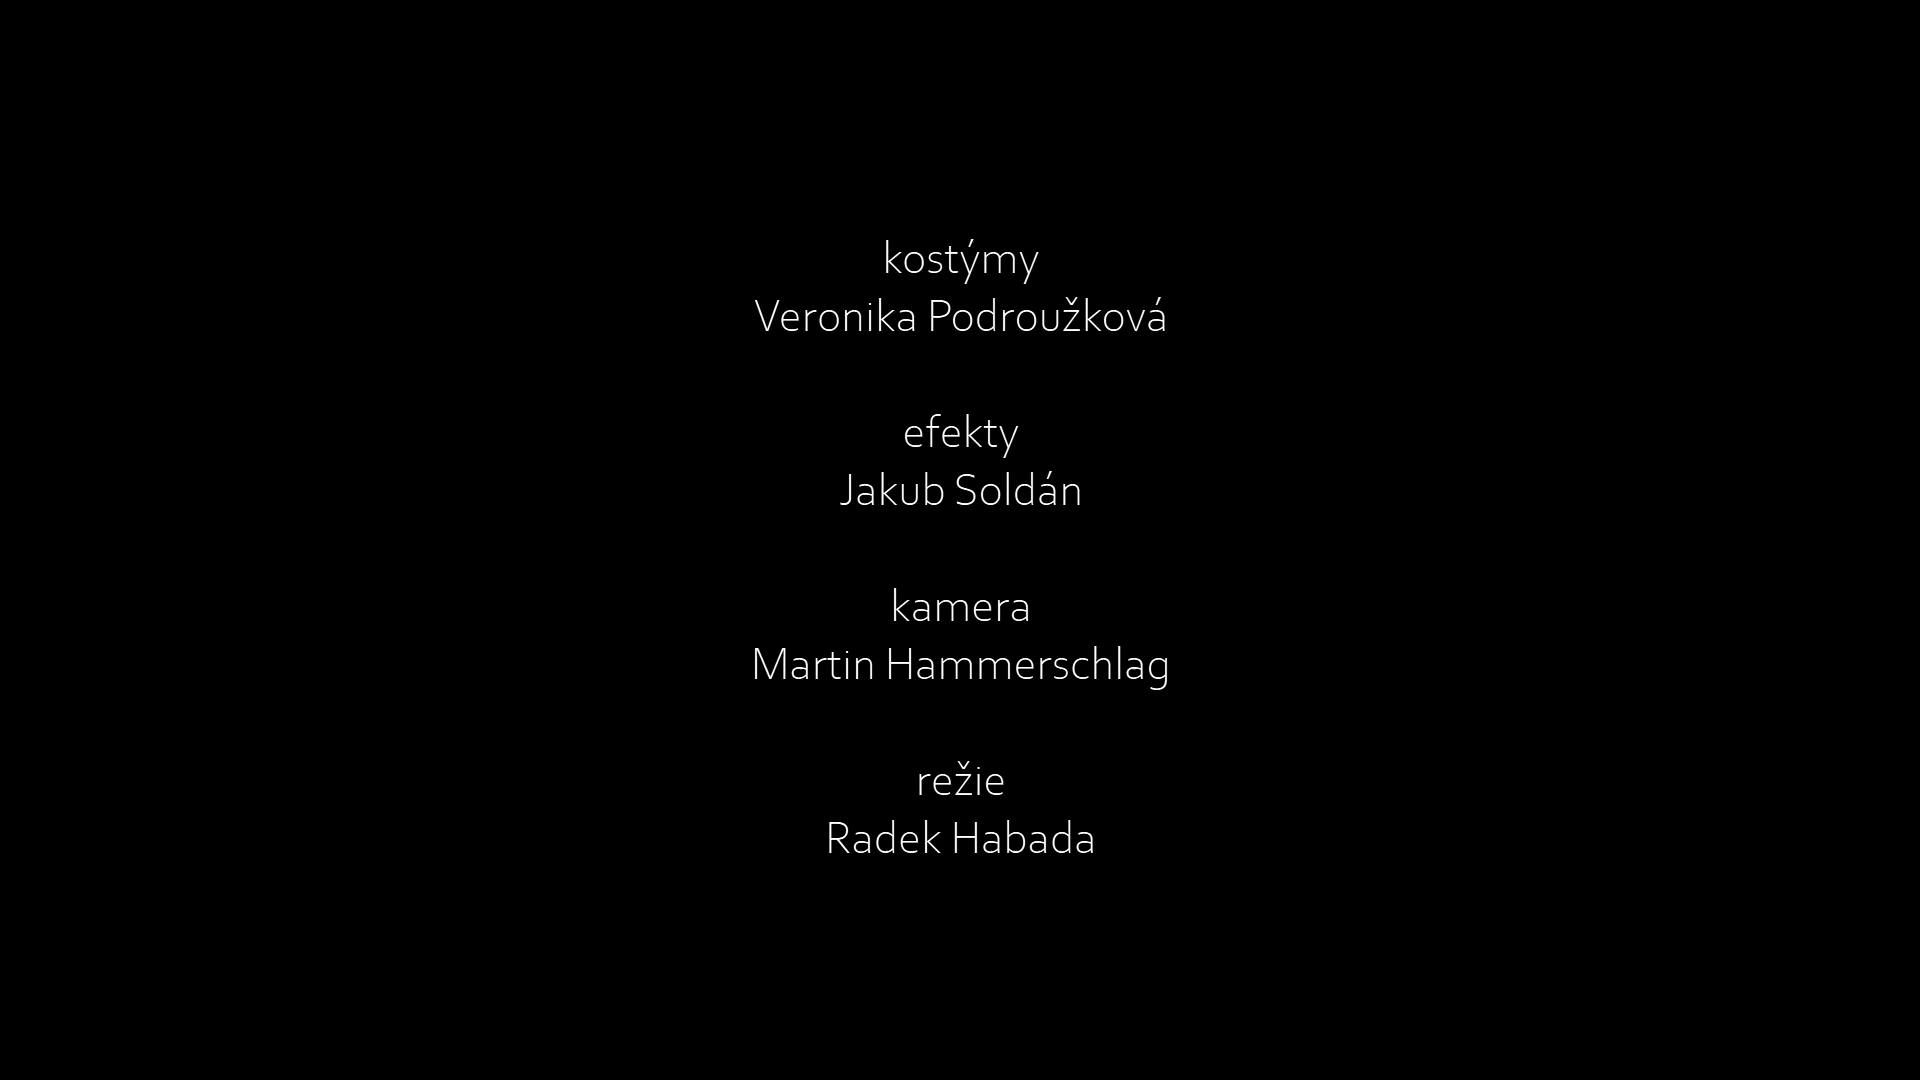 kostýmy
Veronika Podroužková
efekty
Jakub Soldán
kamera
Martin Hammerschlag
režie
Radek Habada